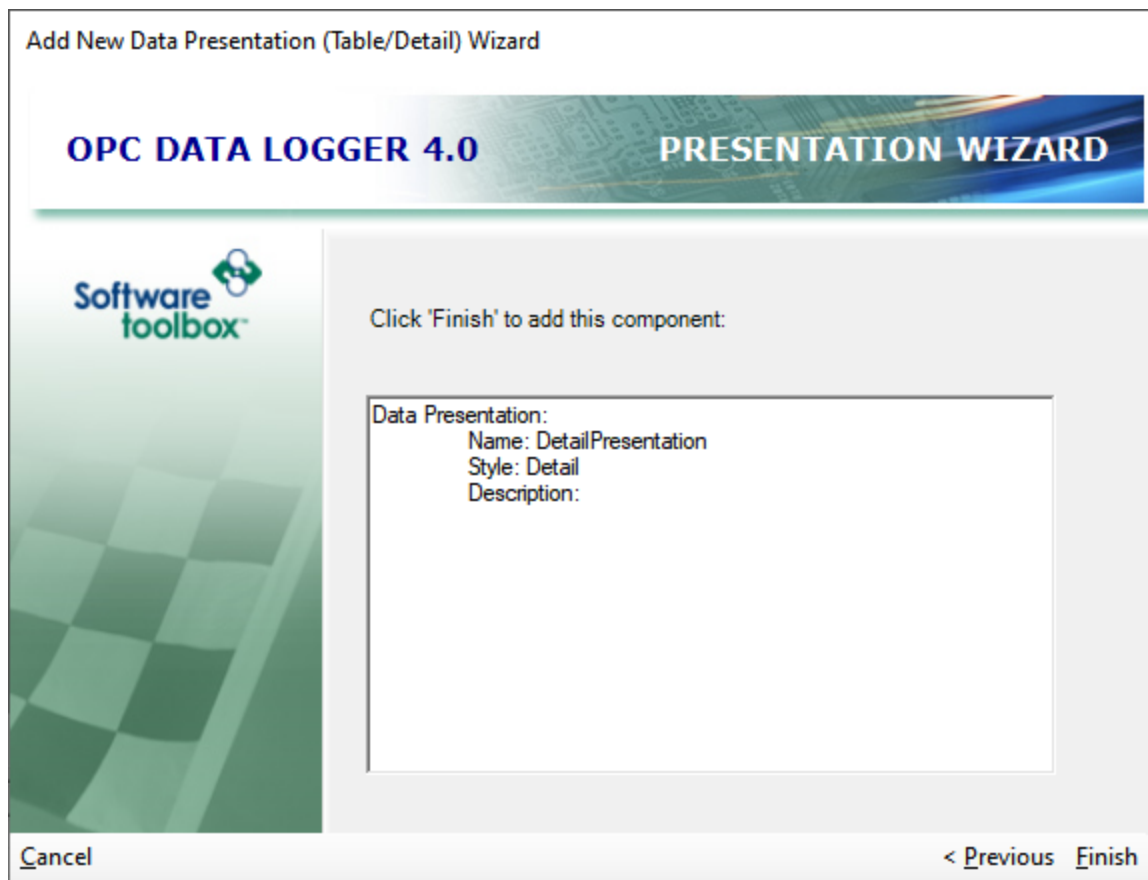 Add New Data Presentation (Table/Detail) Wizard
OPC DATA LOGGER 4.0
PRESENTATION WIZARD
Software
toolbox™
Click 'Finish' to add this component:
Data Presentation:
Name: DetailPresentation
Style: Detail
Description:
Cancel
< Previous Finish